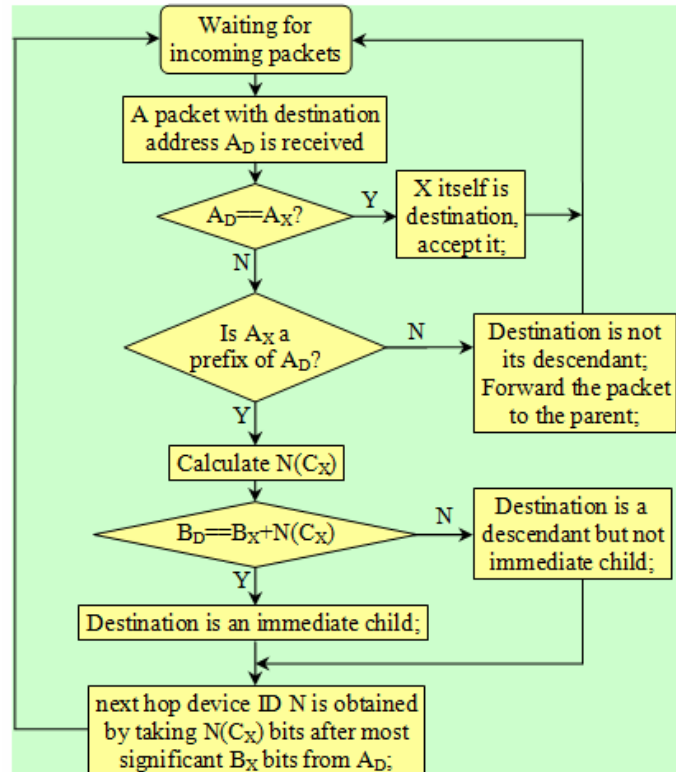 Waiting for
incoming packets
A packet with destination
address A_D is received
A_D==A_X?
Y
X itself is
destination,
accept it;
N
Is A_X a
prefix of A_D?
N
Destination is not
its descendant;
Forward the packet
to the parent;
Y
Calculate N(C_X)
B_D==B_X+N(C_X)
N
Destination is a
descendant but not
immediate child;
Y
Destination is an immediate child;
next hop device ID N is obtained
by taking N(C_X) bits after most
significant B_X bits from A_D;